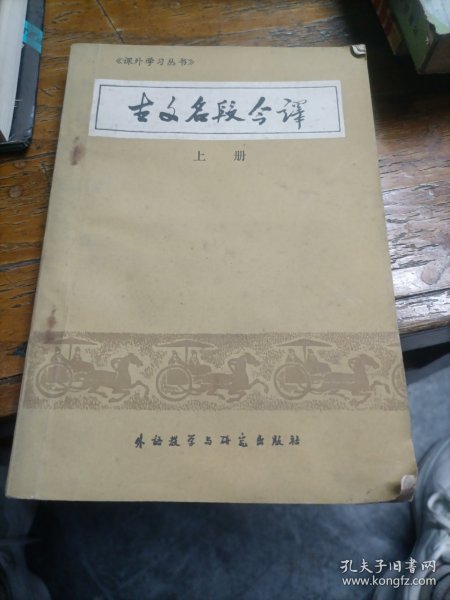 《课外学习丛书》
古文名段今譯
上 册
外语教学与研究出版社
孔夫子旧书网
www.kongfz.com